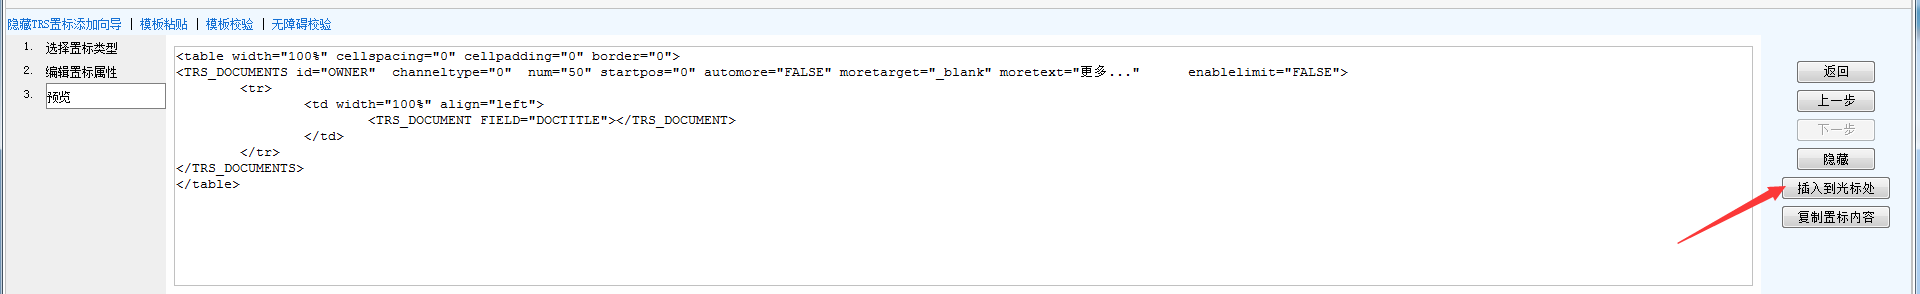 隐藏TRS置标添加向导 | 模板粘贴 | 模板校验 | 无障碍校验
1. 选择置标类型
2. 编辑置标属性
3. 预览
<table width="100%" cellspacing="0" cellpadding="0" border="0">
<TRS_DOCUMENTS id="OWNER"  channeltype="0"  num="50" startpos="0" automore="FALSE" moretarget="_blank" moretext="更多..."      enablelimit="FALSE">
<tr>
<td width="100%" align="left">
<TRS_DOCUMENT FIELD="DOCTITLE"></TRS_DOCUMENT>
</td>
</tr>
</TRS_DOCUMENTS>
</table>
返回
上一步
下一步
隐藏
插入到光标处
复制置标内容